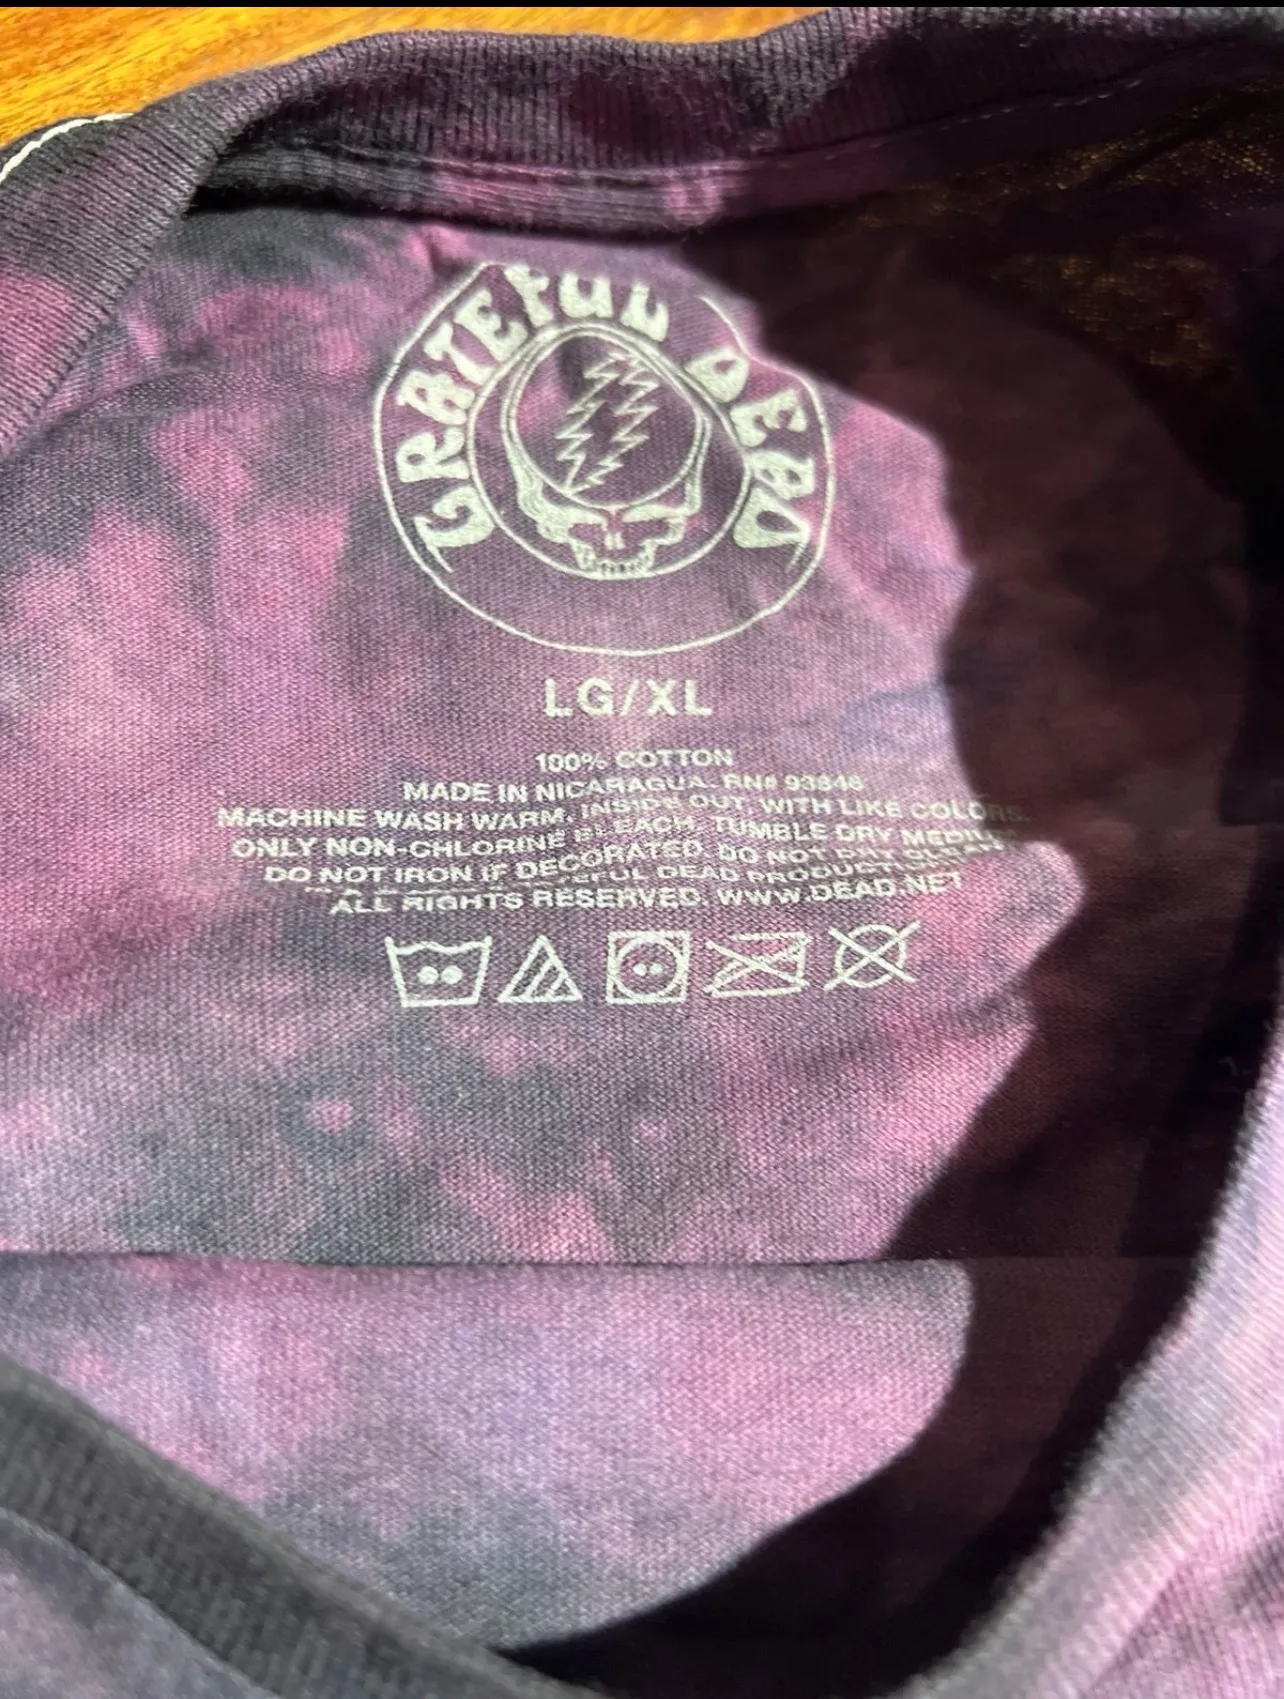 GRATEFUL DEAD
LG/XL
100% COTTON
MADE IN NICARAGUA. RN# 93846
MACHINE WASH WARM, INSIDE OUT, WITH LIKE COLORS.
ONLY NON-CHLORINE BLEACH. TUMBLE DRY MEDIUM
DO NOT IRON IF DECORATED. DO NOT DRY CLEAN
DEAD PRODUCTIONS
ALL RIGHTS RESERVED. WWW.DEAD.NET